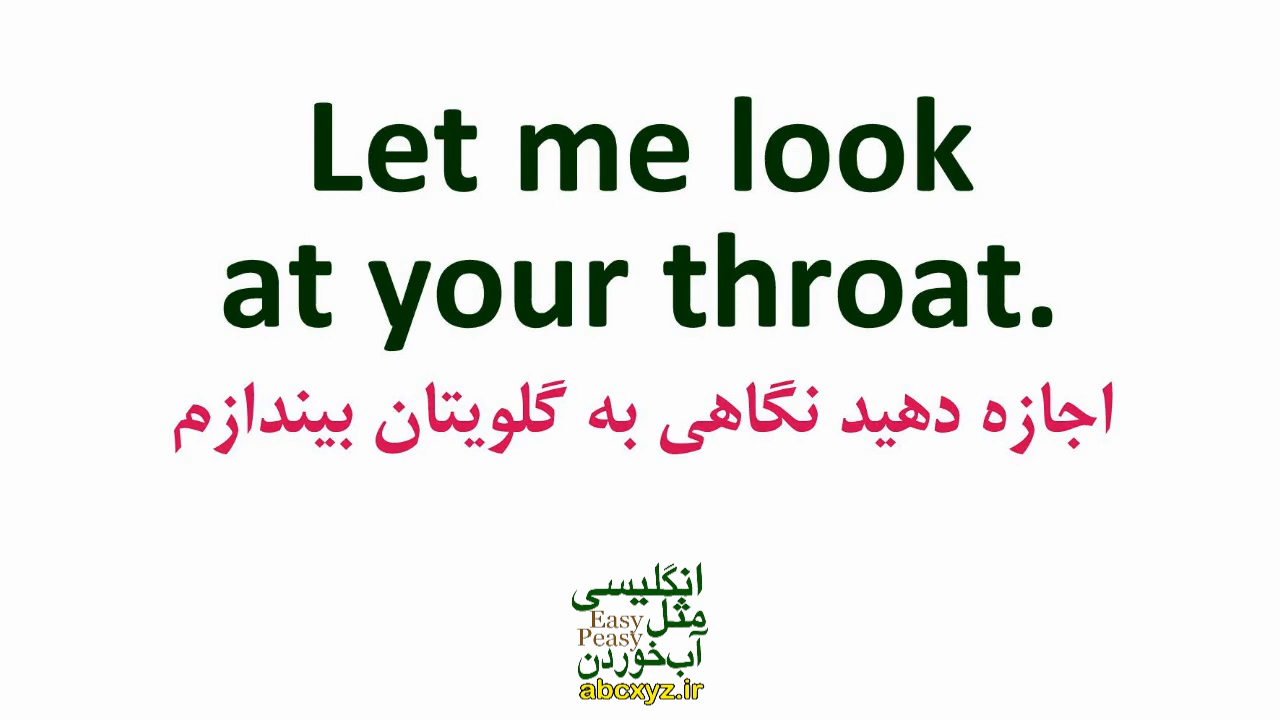 Let me look
at your throat.
اجازه دهید نگاهی به گلویتان بیندازم
انگلیسی
مثل
Easy
Peasy
آب‌خوردن
abcxyz.ir